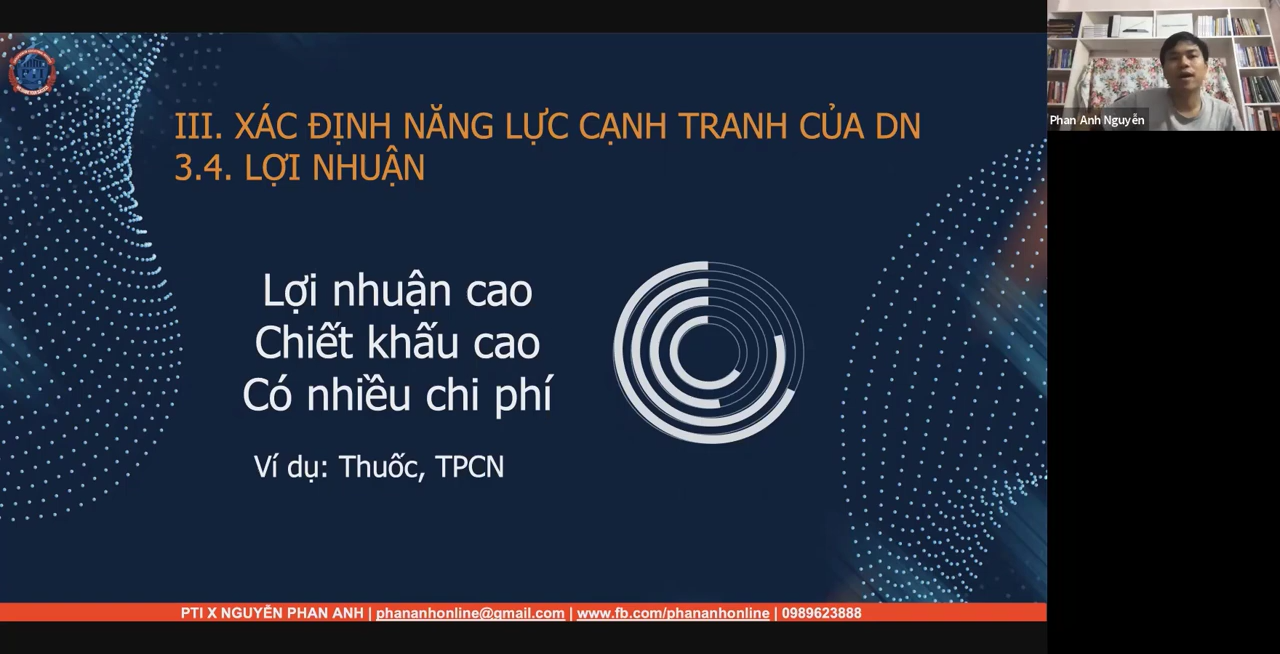 III. XÁC ĐỊNH NĂNG LỰC CẠNH TRANH CỦA DN
3.4. LỢI NHUẬN
Lợi nhuận cao
Chiết khấu cao
Có nhiều chi phí
Ví dụ: Thuốc, TPCN
PTI X NGUYỄN PHAN ANH | phananhonline@gmail.com | www.fb.com/phananhonline | 0989623888
Phan Anh Nguyễn